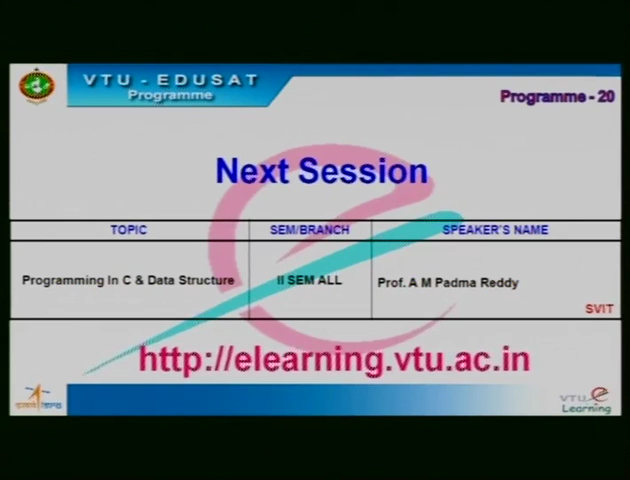 VTU - EDUSAT
Programme
Programme - 20
Next Session
TOPIC
SEM/BRANCH
SPEAKER'S NAME
Programming In C & Data Structure
II SEM ALL
Prof. A M Padma Reddy
SVIT
http://elearning.vtu.ac.in
VTU
e
Learning